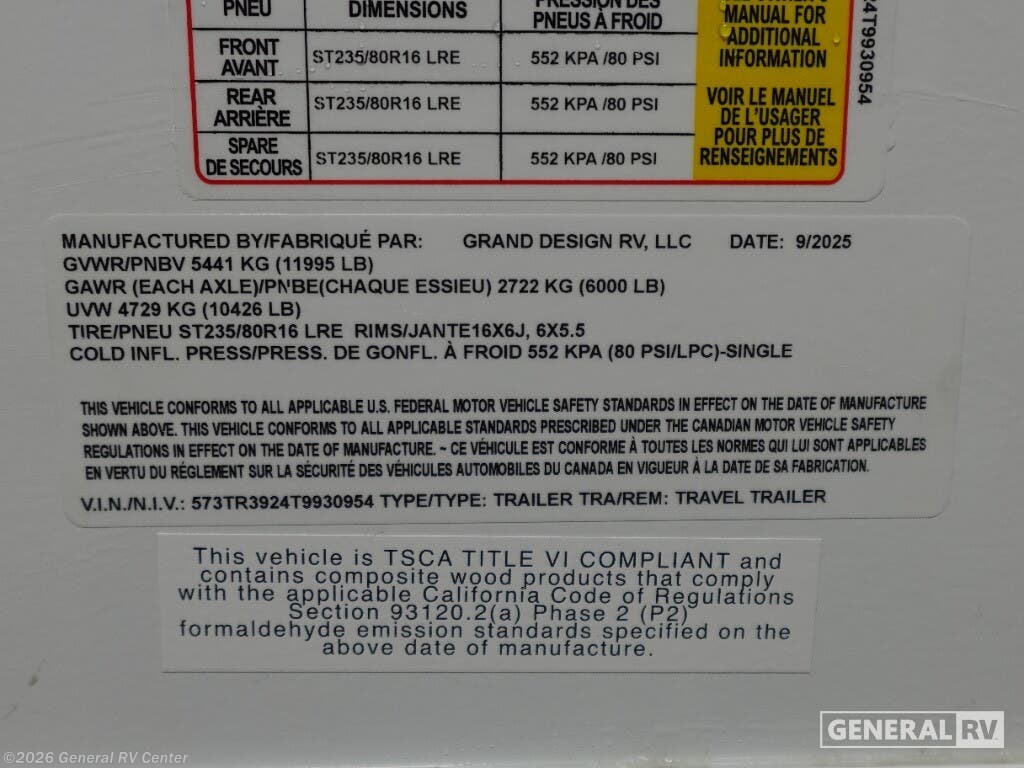 PNEU DIMENSIONS PRESSION DES
PNEUS À FROID
FRONT
AVANT ST235/80R16 LRE 552 KPA /80 PSI
REAR
ARRIÈRE ST235/80R16 LRE 552 KPA /80 PSI
SPARE
DE SECOURS ST235/80R16 LRE 552 KPA /80 PSI
MANUAL FOR
ADDITIONAL
INFORMATION
VOIR LE MANUEL
DE L'USAGER
POUR PLUS DE
RENSEIGNEMENTS
24T9930954
MANUFACTURED BY/FABRIQUÉ PAR: GRAND DESIGN RV, LLC DATE: 9/2025
GVWR/PNBV 5441 KG (11995 LB)
GAWR (EACH AXLE)/PNBE(CHAQUE ESSIEU) 2722 KG (6000 LB)
UVW 4729 KG (10426 LB)
TIRE/PNEU ST235/80R16 LRE RIMS/JANTE16X6J, 6X5.5
COLD INFL. PRESS/PRESS. DE GONFL. À FROID 552 KPA (80 PSI/LPC)-SINGLE
THIS VEHICLE CONFORMS TO ALL APPLICABLE U.S. FEDERAL MOTOR VEHICLE SAFETY STANDARDS IN EFFECT ON THE DATE OF MANUFACTURE
SHOWN ABOVE. THIS VEHICLE CONFORMS TO ALL APPLICABLE STANDARDS PRESCRIBED UNDER THE CANADIAN MOTOR VEHICLE SAFETY
REGULATIONS IN EFFECT ON THE DATE OF MANUFACTURE. ~ CE VÉHICULE EST CONFORME À TOUTES LES NORMES QUI LUI SONT APPLICABLES
EN VERTU DU RÉGLEMENT SUR LA SÉCURITÉ DES VÉHICULES AUTOMOBILES DU CANADA EN VIGUEUR À LA DATE DE SA FABRICATION.
V.I.N./N.I.V.: 573TR3924T9930954 TYPE/TYPE: TRAILER TRA/REM: TRAVEL TRAILER
This vehicle is TSCA TITLE VI COMPLIANT and
contains composite wood products that comply
with the applicable California Code of Regulations
Section 93120.2(a) Phase 2 (P2)
formaldehyde emission standards specified on the
above date of manufacture.
GENERAL RV
©2026 General RV Center